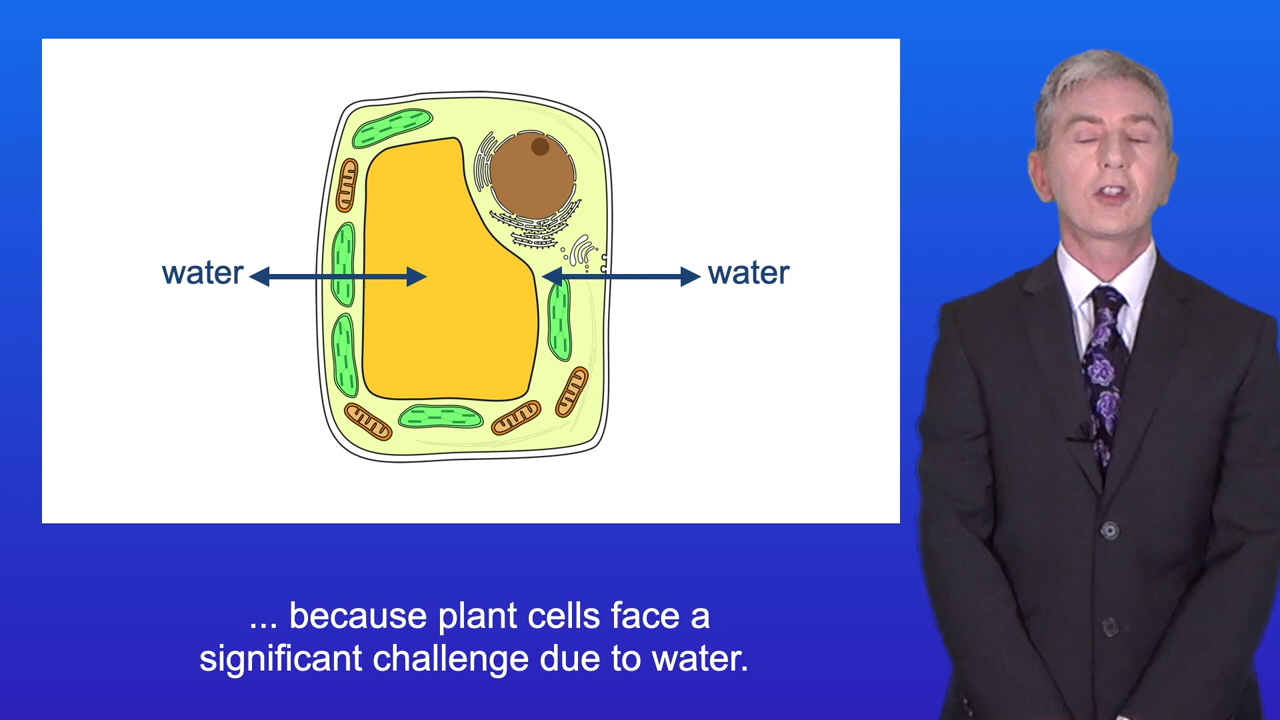 water
water
... because plant cells face a
significant challenge due to water.